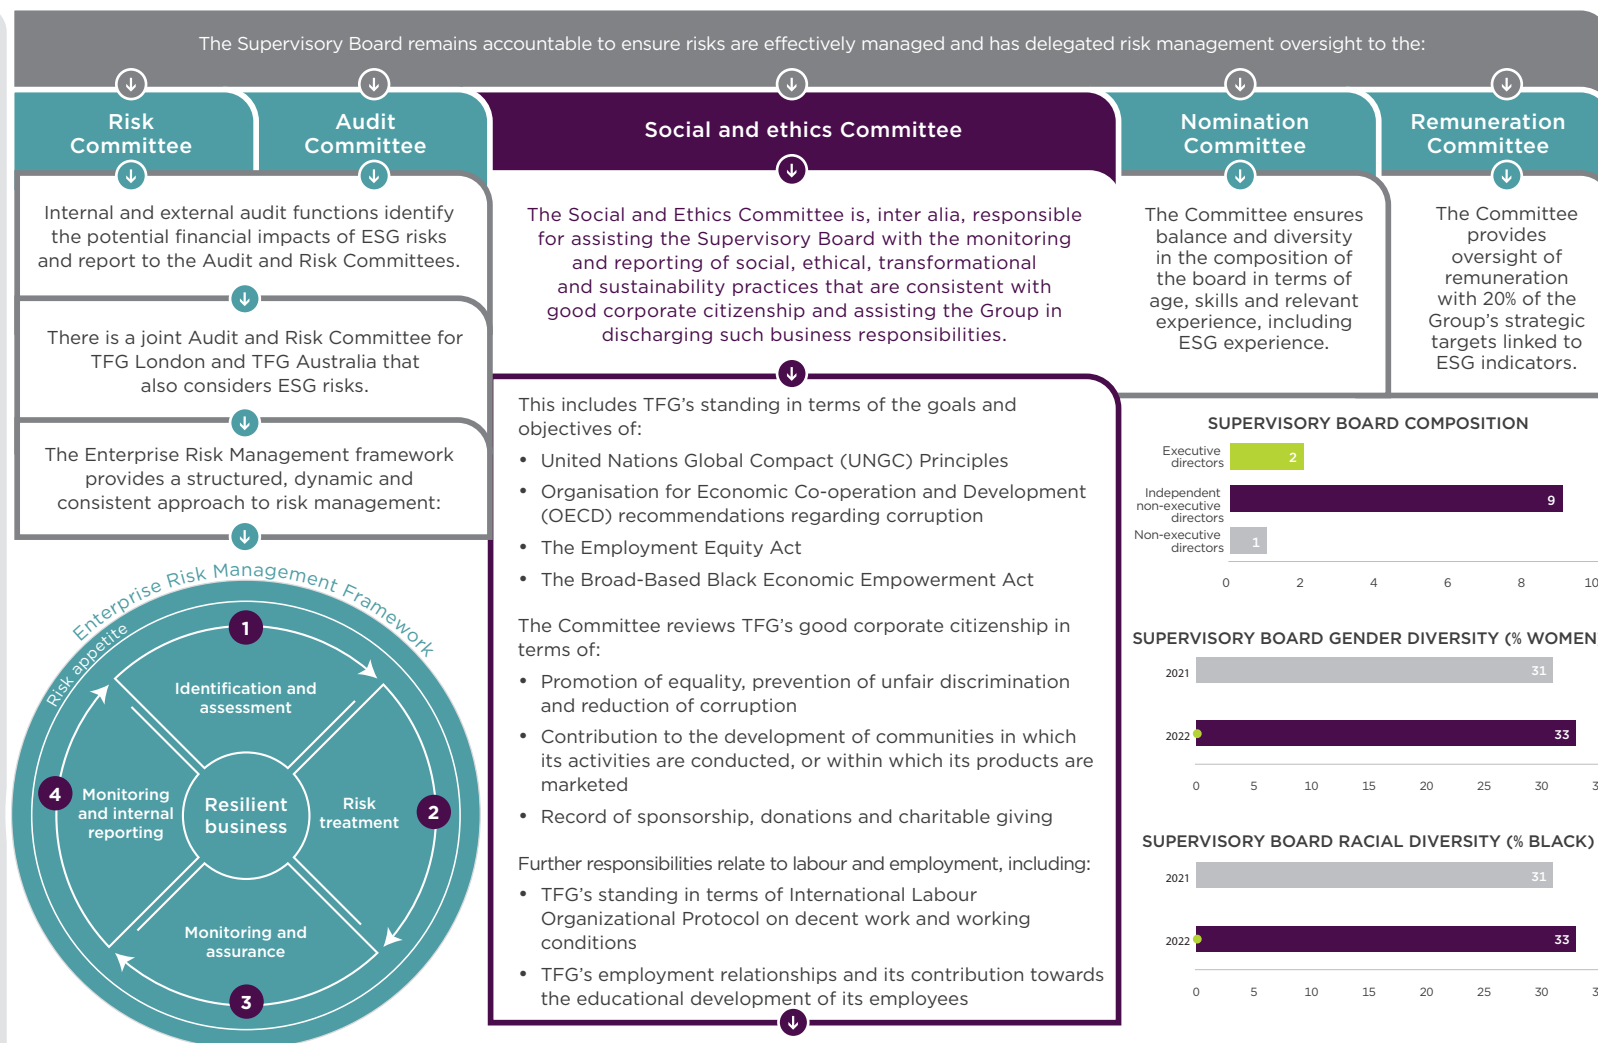 The Supervisory Board remains accountable to ensure risks are effectively managed and has delegated risk management oversight to the:
Risk
Committee
Audit
Committee
Social and ethics Committee
Nomination
Committee
Remuneration
Committee
Internal and external audit functions identify
the potential financial impacts of ESG risks
and report to the Audit and Risk Committees.
There is a joint Audit and Risk Committee for
TFG London and TFG Australia that
also considers ESG risks.
The Enterprise Risk Management framework
provides a structured, dynamic and
consistent approach to risk management:
Enterprise Risk Management Framework
Risk appetite
1
Identification and
assessment
2
Risk
treatment
3
Monitoring and
assurance
4
Monitoring
and internal
reporting
Resilient
business
The Social and Ethics Committee is, inter alia, responsible
for assisting the Supervisory Board with the monitoring
and reporting of social, ethical, transformational
and sustainability practices that are consistent with
good corporate citizenship and assisting the Group in
discharging such business responsibilities.
This includes TFG's standing in terms of the goals and
objectives of:
• United Nations Global Compact (UNGC) Principles
• Organisation for Economic Co-operation and Development
(OECD) recommendations regarding corruption
• The Employment Equity Act
• The Broad-Based Black Economic Empowerment Act
The Committee reviews TFG's good corporate citizenship in
terms of:
• Promotion of equality, prevention of unfair discrimination
and reduction of corruption
• Contribution to the development of communities in which
its activities are conducted, or within which its products are
marketed
• Record of sponsorship, donations and charitable giving
Further responsibilities relate to labour and employment, including:
• TFG's standing in terms of International Labour
Organizational Protocol on decent work and working
conditions
• TFG's employment relationships and its contribution towards
the educational development of its employees
The Committee ensures
balance and diversity
in the composition of
the board in terms of
age, skills and relevant
experience, including
ESG experience.
The Committee
provides
oversight of
remuneration
with 20% of the
Group's strategic
targets linked to
ESG indicators.
SUPERVISORY BOARD COMPOSITION
Executive
directors
2
Independent
non-executive
directors
9
Non-executive
directors
1
0 2 4 6 8 10
SUPERVISORY BOARD GENDER DIVERSITY (% WOMEN
2021
31
2022
33
0 5 10 15 20 25 30 3
SUPERVISORY BOARD RACIAL DIVERSITY (% BLACK)
2021
31
2022
33
0 5 10 15 20 25 30 3